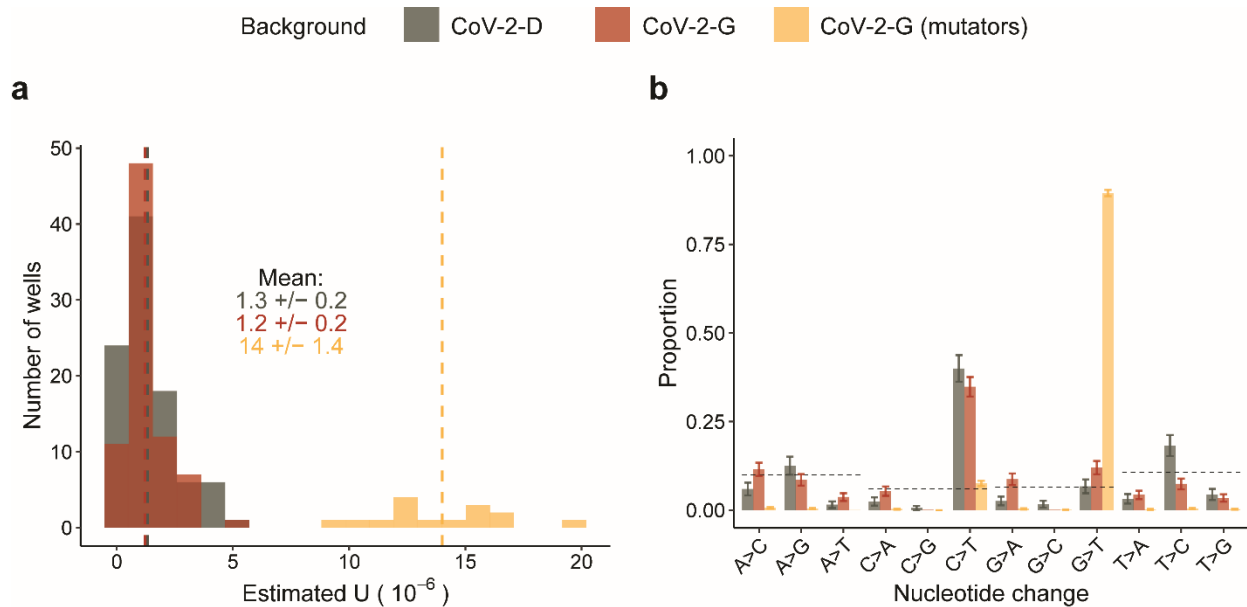 Background CoV-2-D CoV-2-G CoV-2-G (mutators)
a
50
40
30
20
10
0
Number of wells
Mean:
1.3 +/− 0.2
1.2 +/− 0.2
14 +/− 1.4
0 5 10 15 20
Estimated U ( 10⁻⁶)
b
1.00
0.75
0.50
0.25
0.00
Proportion
A>C A>G A>T C>A C>G C>T G>A G>C G>T T>A T>C T>G
Nucleotide change